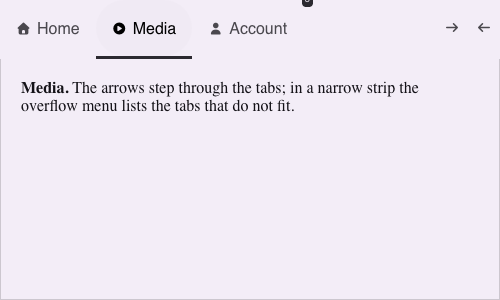 Home Media Account
Media. The arrows step through the tabs; in a narrow strip the
overflow menu lists the tabs that do not fit.